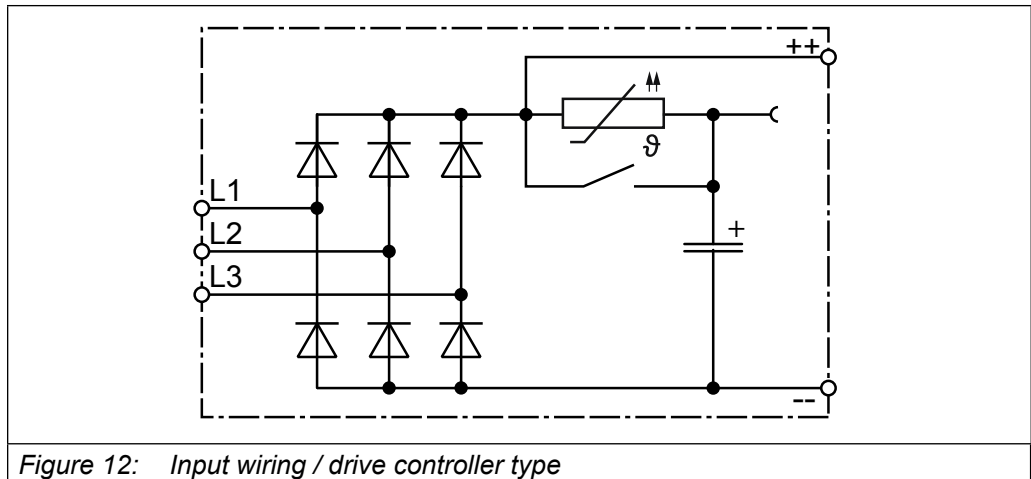 ++
ϑ
L1
L2
L3
+
--
Figure 12: Input wiring / drive controller type